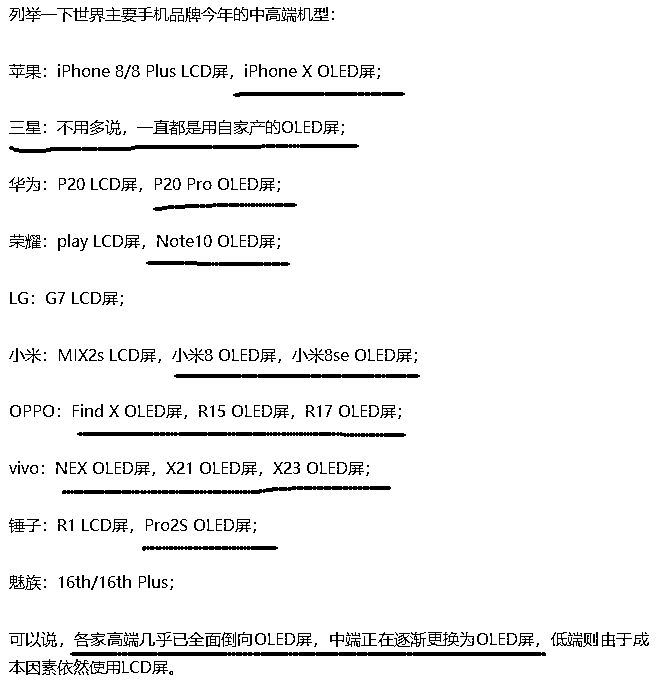 列举一下世界主要手机品牌今年的中高端机型：
苹果：iPhone 8/8 Plus LCD屏，iPhone X OLED屏；
三星：不用多说，一直都是用自家产的OLED屏；
华为：P20 LCD屏，P20 Pro OLED屏；
荣耀：play LCD屏，Note10 OLED屏；
LG：G7 LCD屏；
小米：MIX2s LCD屏，小米8 OLED屏，小米8se OLED屏；
OPPO：Find X OLED屏，R15 OLED屏，R17 OLED屏；
vivo：NEX OLED屏，X21 OLED屏，X23 OLED屏；
锤子：R1 LCD屏，Pro2S OLED屏；
魅族：16th/16th Plus；
可以说，各家高端几乎已全面倒向OLED屏，中端正在逐渐更换为OLED屏，低端则由于成
本因素依然使用LCD屏。